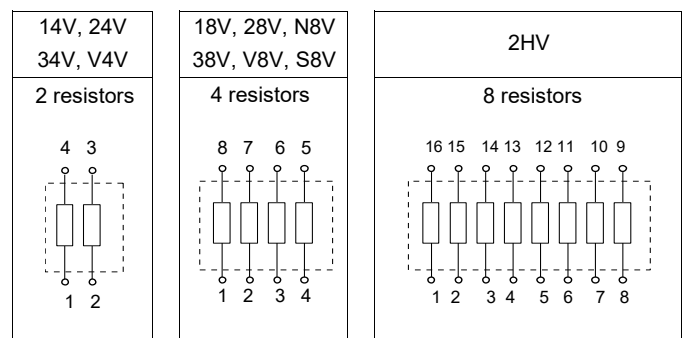 14V, 24V
34V, V4V
2 resistors
4 3
1 2
18V, 28V, N8V
38V, V8V, S8V
4 resistors
8 7 6 5
1 2 3 4
2HV
8 resistors
16 15 14 13 12 11 10 9
1 2 3 4 5 6 7 8